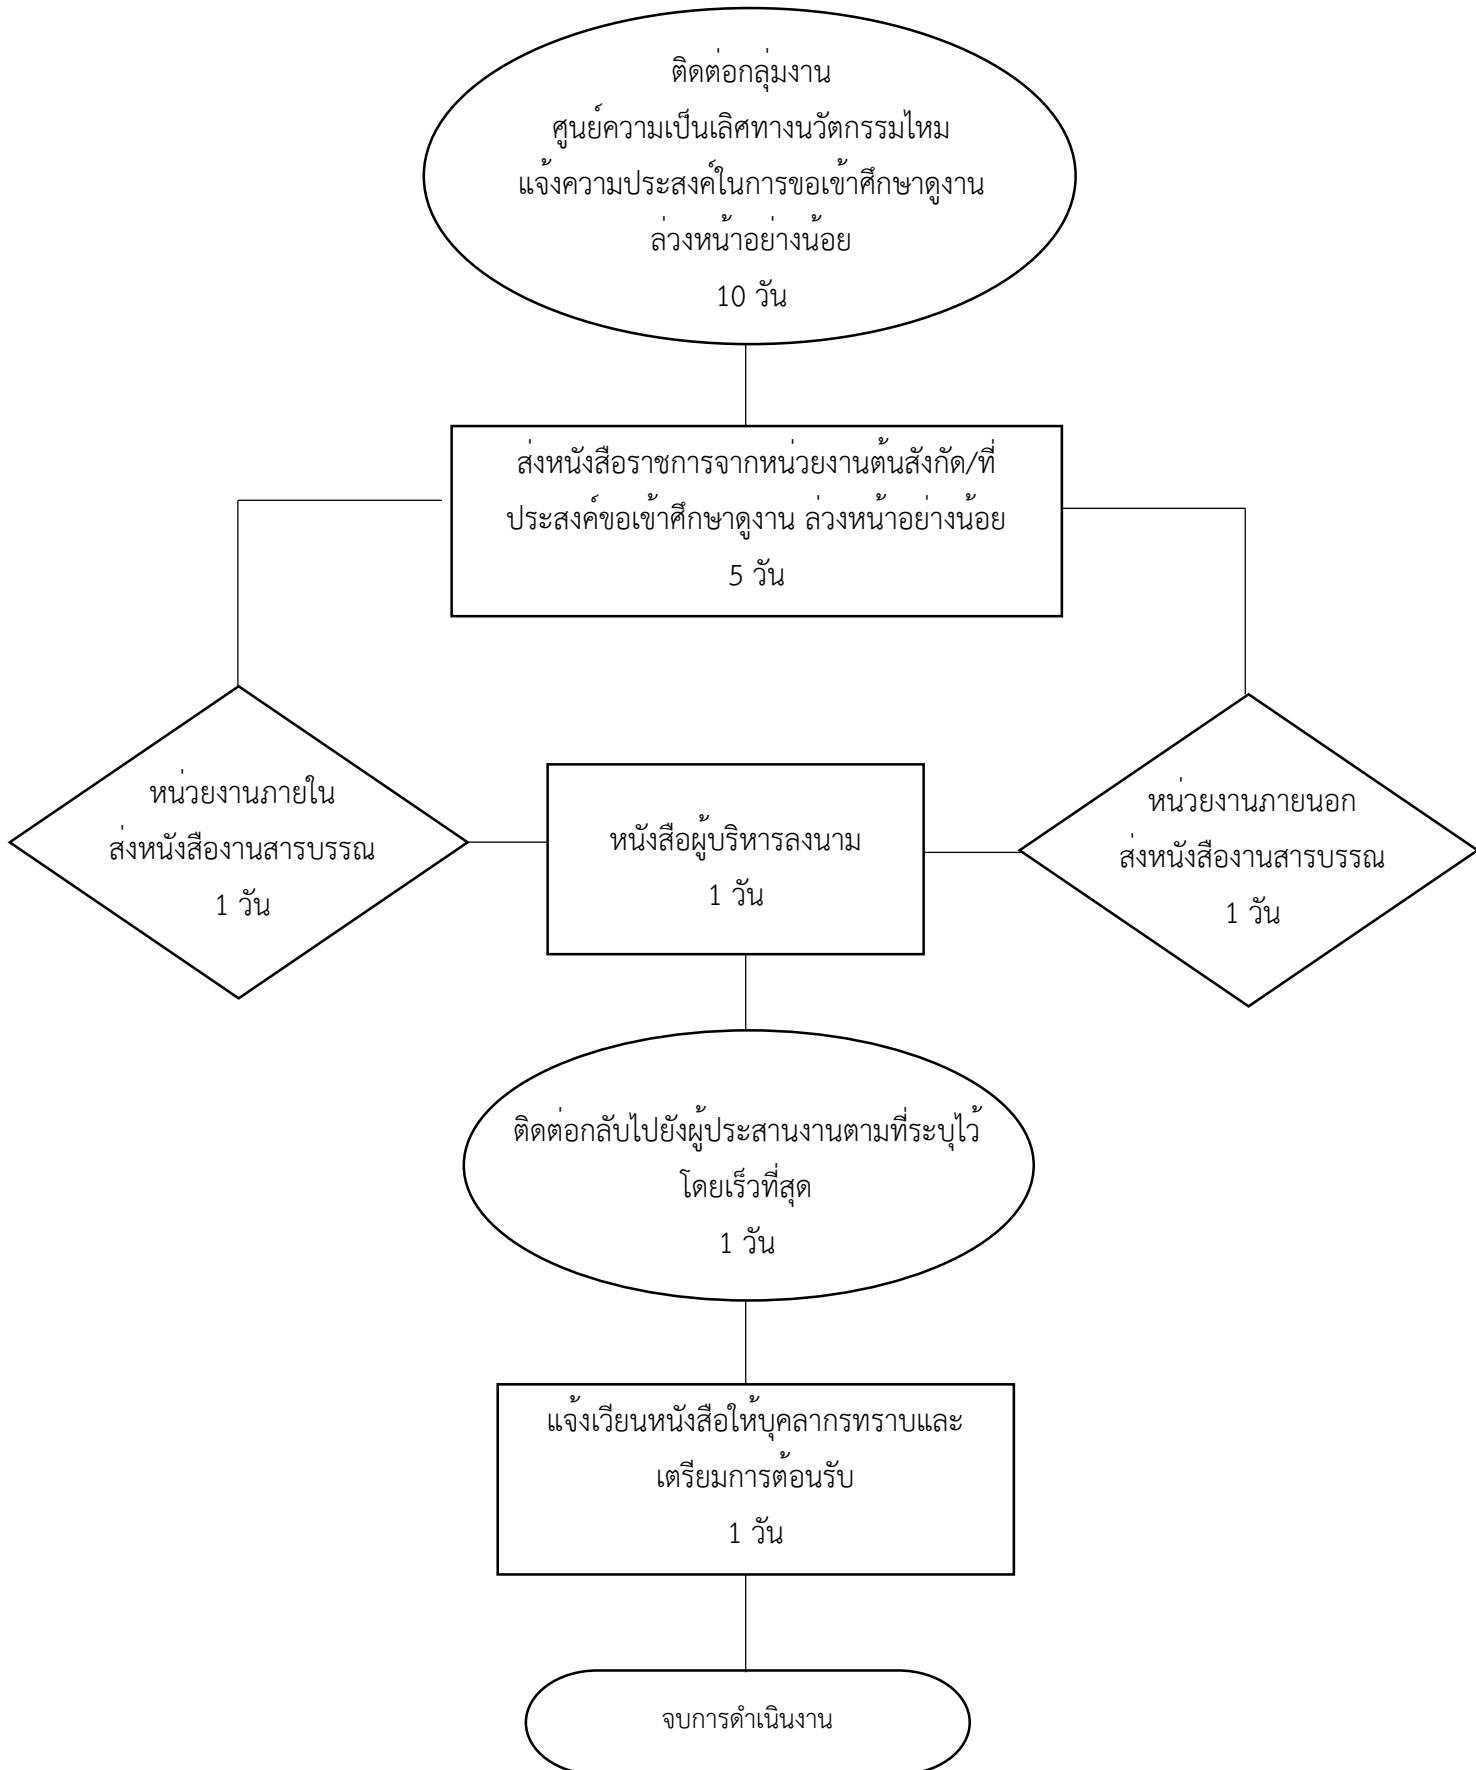 ติดต่อกลุ่มงาน
ศูนย์ความเป็นเลิศทางนวัตกรรมไหม
แจ้งความประสงค์ในการขอเข้าศึกษาดูงาน
ล่วงหน้าอย่างน้อย
10 วัน
ส่งหนังสือราชการจากหน่วยงานต้นสังกัด/ที่
ประสงค์ขอเข้าศึกษาดูงาน ล่วงหน้าอย่างน้อย
5 วัน
หน่วยงานภายใน
ส่งหนังสืองานสารบรรณ
1 วัน
หนังสือผู้บริหารลงนาม
1 วัน
หน่วยงานภายนอก
ส่งหนังสืองานสารบรรณ
1 วัน
ติดต่อกลับไปยังผู้ประสานงานตามที่ระบุไว้
โดยเร็วที่สุด
1 วัน
แจ้งเวียนหนังสือให้บุคลากรทราบและ
เตรียมการต้อนรับ
1 วัน
จบการดำเนินงาน